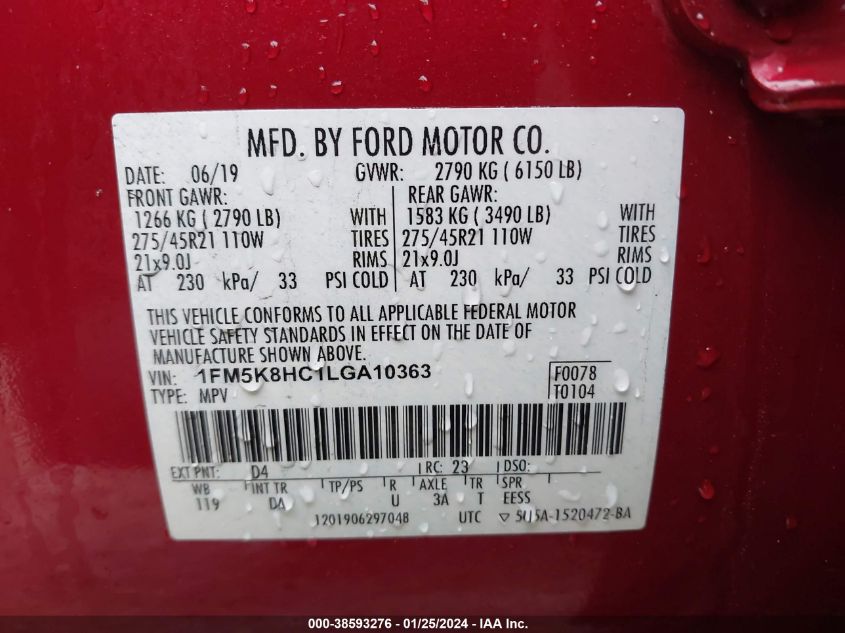 MFD. BY FORD MOTOR CO.
DATE: 06/19 GVWR: 2790 KG ( 6150 LB)
FRONT GAWR: REAR GAWR:
1266 KG ( 2790 LB) WITH 1583 KG ( 3490 LB) WITH
275/45R21 110W TIRES 275/45R21 110W TIRES
21x9.0J RIMS 21x9.0J RIMS
AT 230 kPa/ 33 PSI COLD AT 230 kPa/ 33 PSI COLD
THIS VEHICLE CONFORMS TO ALL APPLICABLE FEDERAL MOTOR
VEHICLE SAFETY STANDARDS IN EFFECT ON THE DATE OF
MANUFACTURE SHOWN ABOVE.
VIN: 1FM5K8HC1LGA10363 F0078
TYPE: MPV T0104
EXT PNT: D4 RC: 23 DSO:
WB INT TR TP/PS R AXLE TR SPR
119 DA U 3A T EESS
1201906297048 UTC ▽ 5U5A-1520472-BA
000-38593276 - 01/25/2024 - IAA Inc.